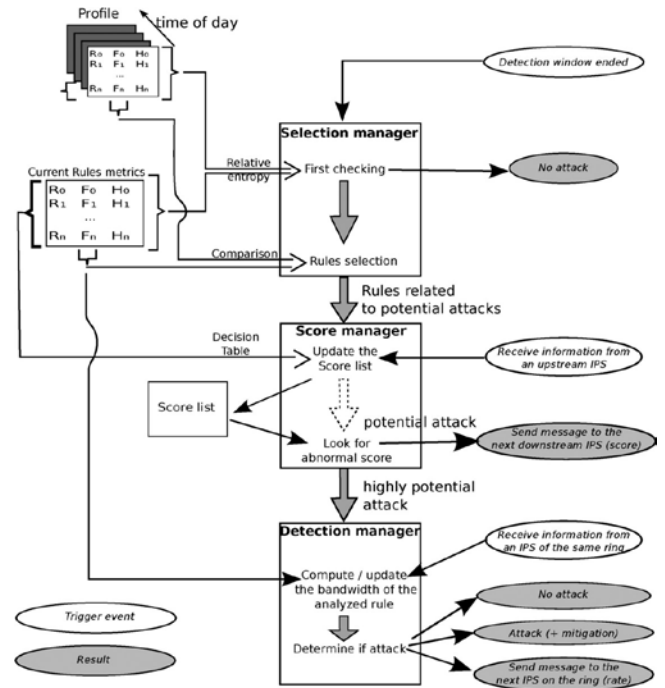 Profile
time of day
R0 F0 H0
R1 F1 H1
...
Rn Fn Hn
Detection window ended
Selection manager
Relative
entropy
First checking
No attack
Current Rules metrics
R0 F0 H0
R1 F1 H1
...
Rn Fn Hn
Comparison
Rules selection
Rules related
to potential attacks
Score manager
Decision
Table
Update the
Score list
Receive information from
an upstream IPS
Score list
potential attack
Look for
abnormal score
Send message to the
next downstream IPS (score)
highly potential
attack
Detection manager
Receive information from
an IPS of the same ring
Compute / update
the bandwidth of the
analyzed rule
No attack
Trigger event
Determine if attack
Attack (+ mitigation)
Result
Send message to the
next IPS on the ring (rate)